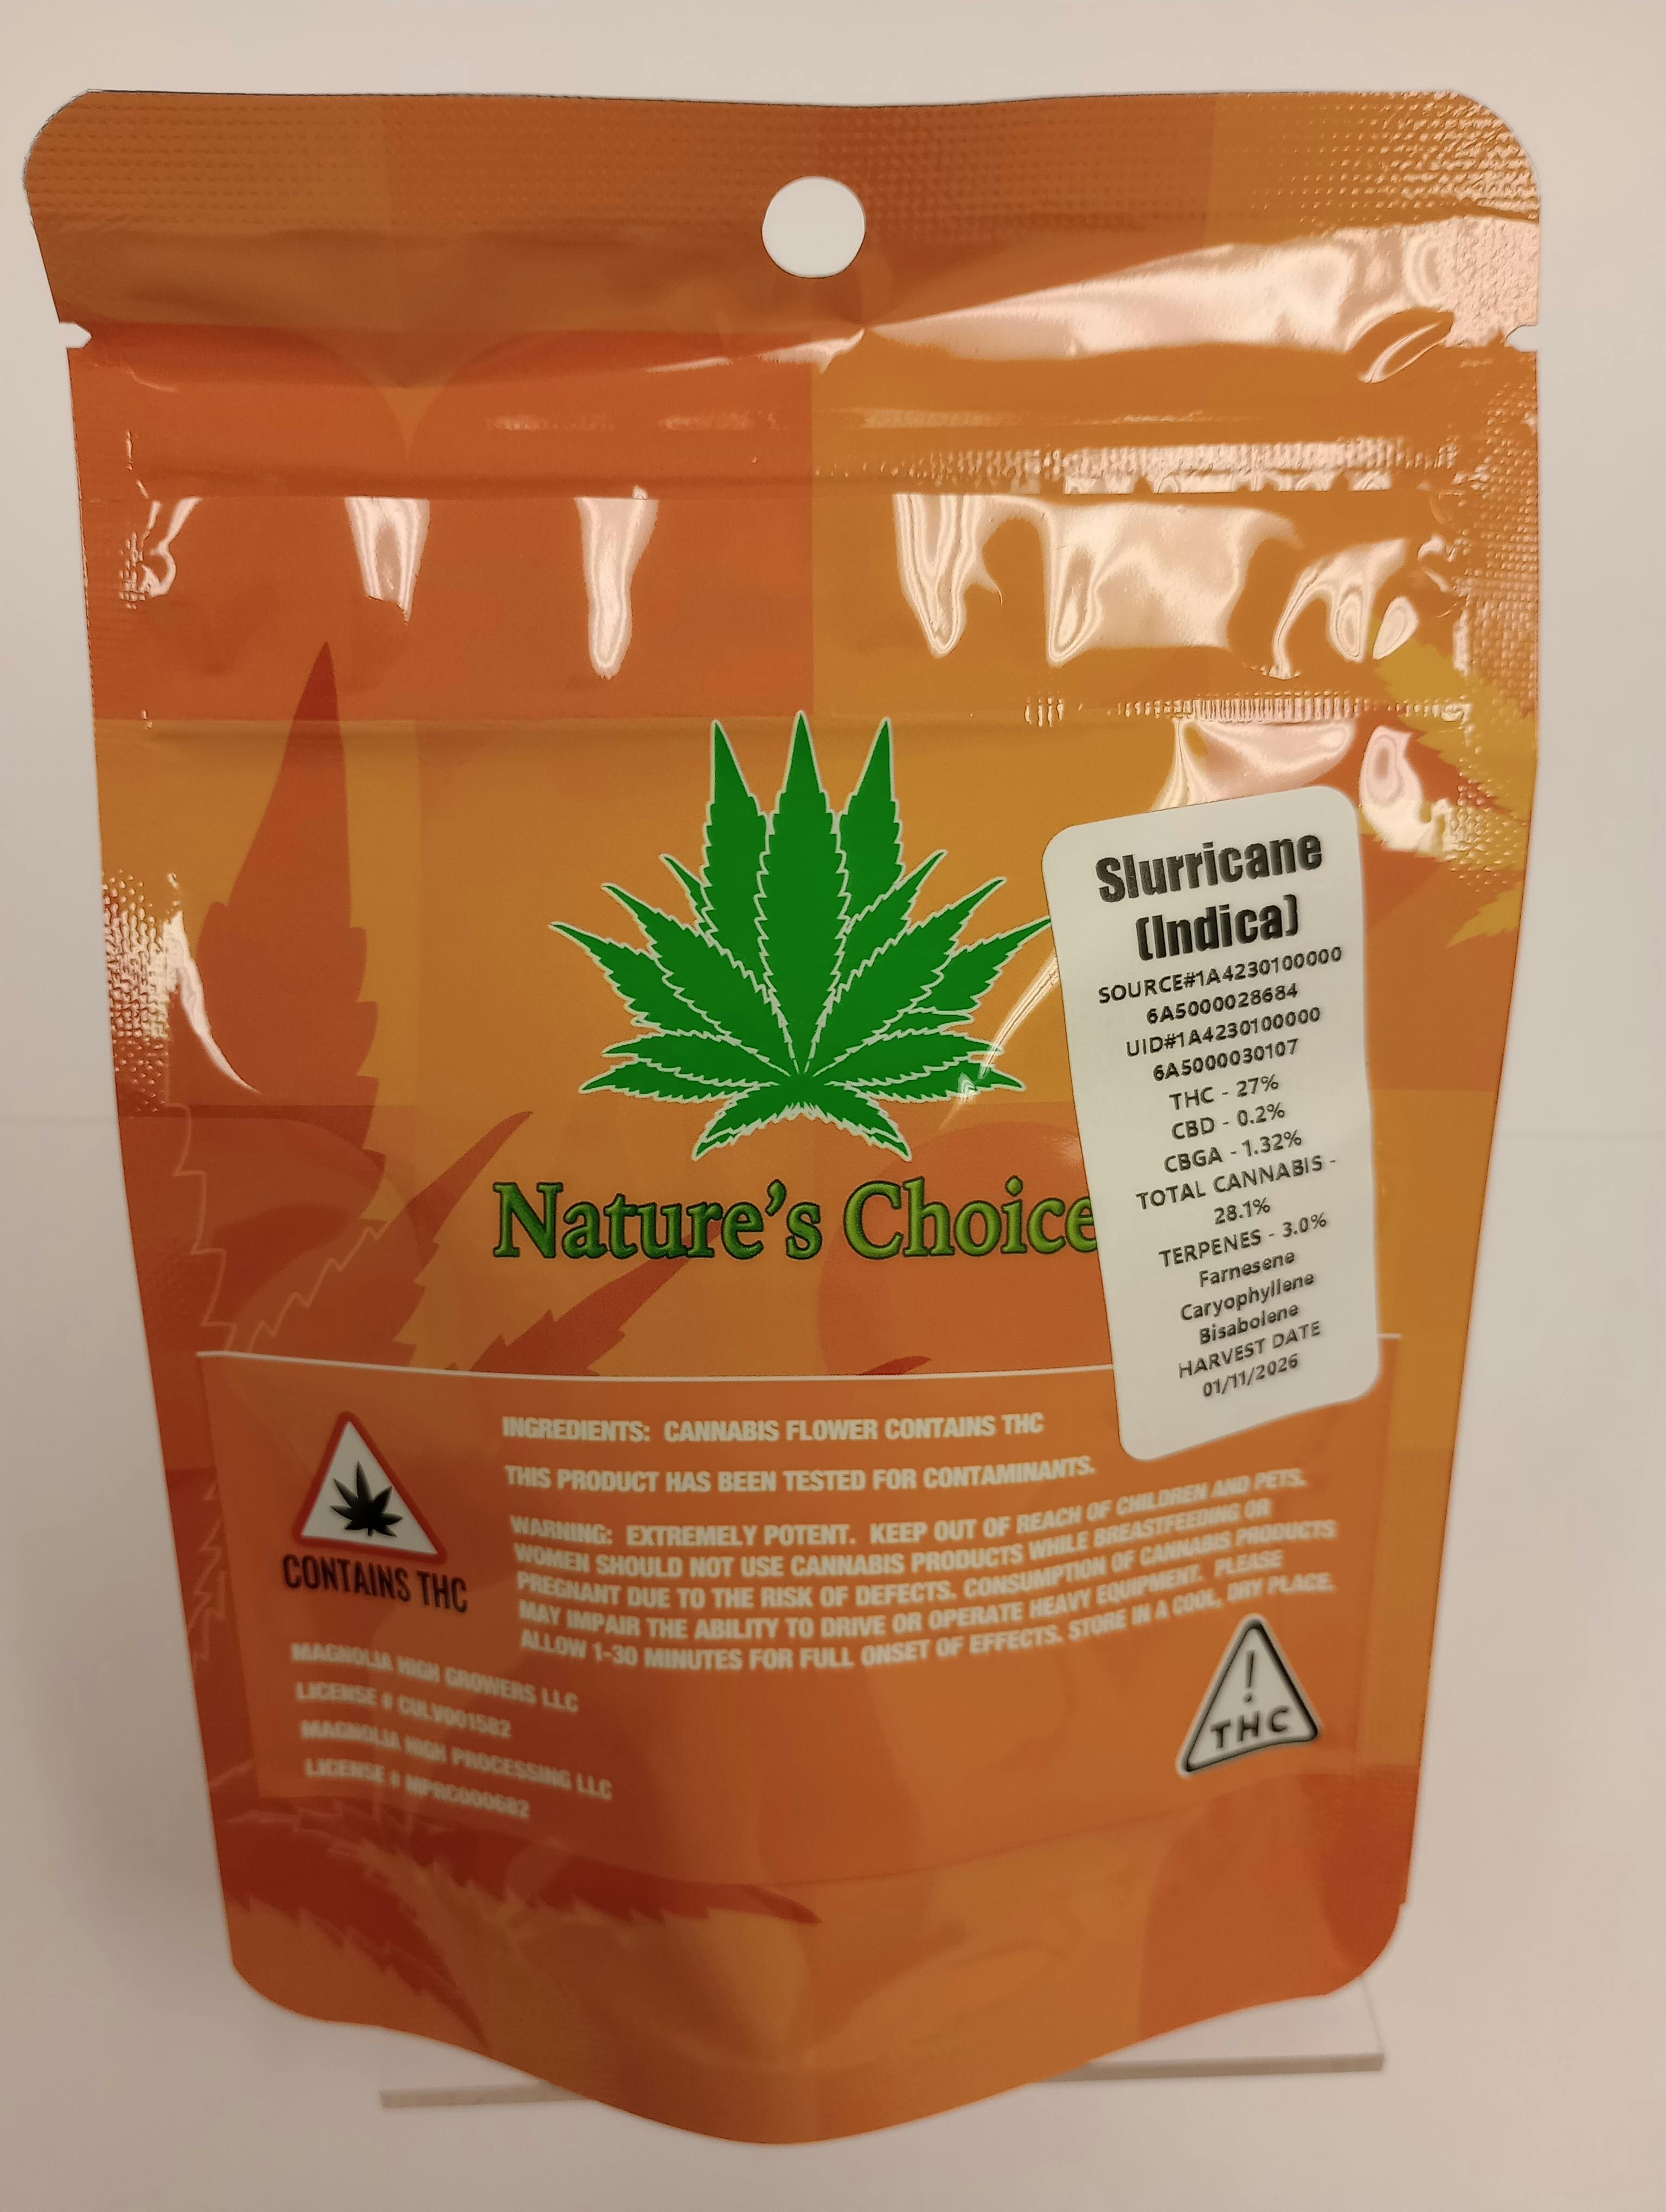 Nature's Choice
Slurricane
(Indica)
SOURCE#1A4230100000
6A5000028684
UID#1A4230100000
6A5000030107
THC - 27%
CBD - 0.2%
CBGA - 1.32%
TOTAL CANNABIS -
28.1%
TERPENES - 3.0%
Farnesene
Caryophyllene
Bisabolene
HARVEST DATE
01/11/2026
INGREDIENTS: CANNABIS FLOWER CONTAINS THC
THIS PRODUCT HAS BEEN TESTED FOR CONTAMINANTS.
WARNING: EXTREMELY POTENT. KEEP OUT OF REACH OF CHILDREN AND PETS.
WOMEN SHOULD NOT USE CANNABIS PRODUCTS WHILE BREASTFEEDING OR
PREGNANT DUE TO THE RISK OF DEFECTS. CONSUMPTION OF CANNABIS PRODUCTS
MAY IMPAIR THE ABILITY TO DRIVE OR OPERATE HEAVY EQUIPMENT. PLEASE
ALLOW 1-30 MINUTES FOR FULL ONSET OF EFFECTS. STORE IN A COOL, DRY PLACE.
CONTAINS THC
MAGNOLIA HIGH GROWERS LLC
LICENSE # CULV001582
MAGNOLIA HIGH PROCESSING LLC
LICENSE # MPRC000682
!
THC